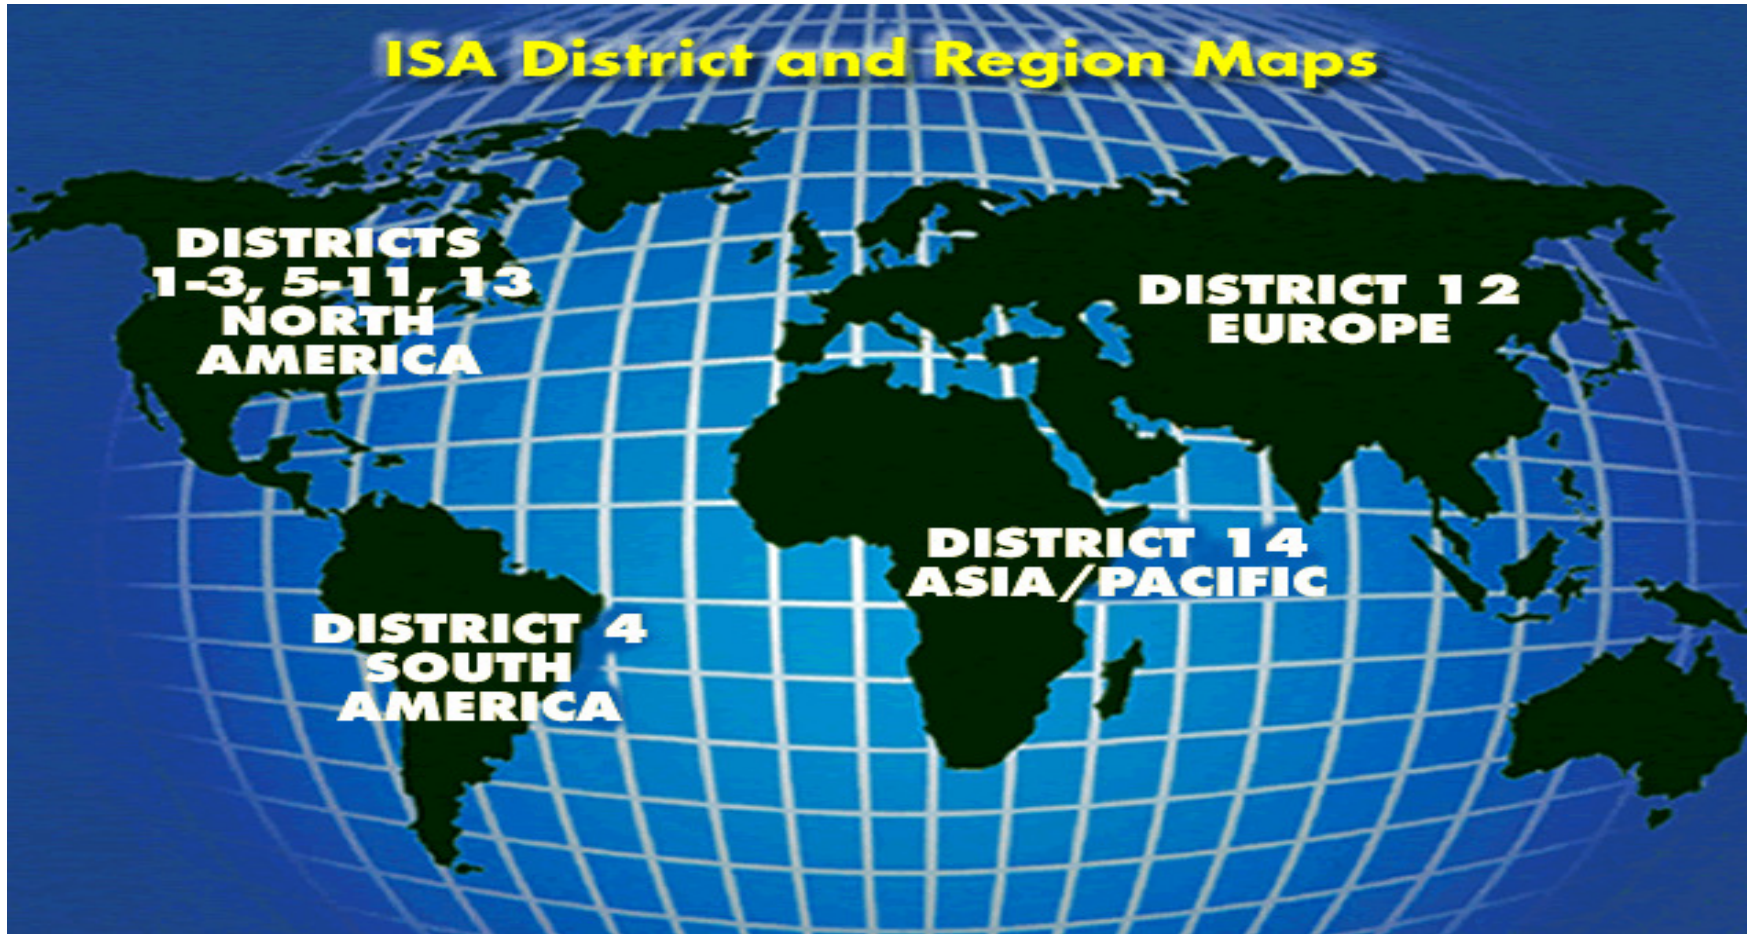 ISA District and Region Maps
DISTRICTS
1-3, 5-11, 13
NORTH
AMERICA
DISTRICT 12
EUROPE
DISTRICT 14
ASIA/PACIFIC
DISTRICT 4
SOUTH
AMERICA